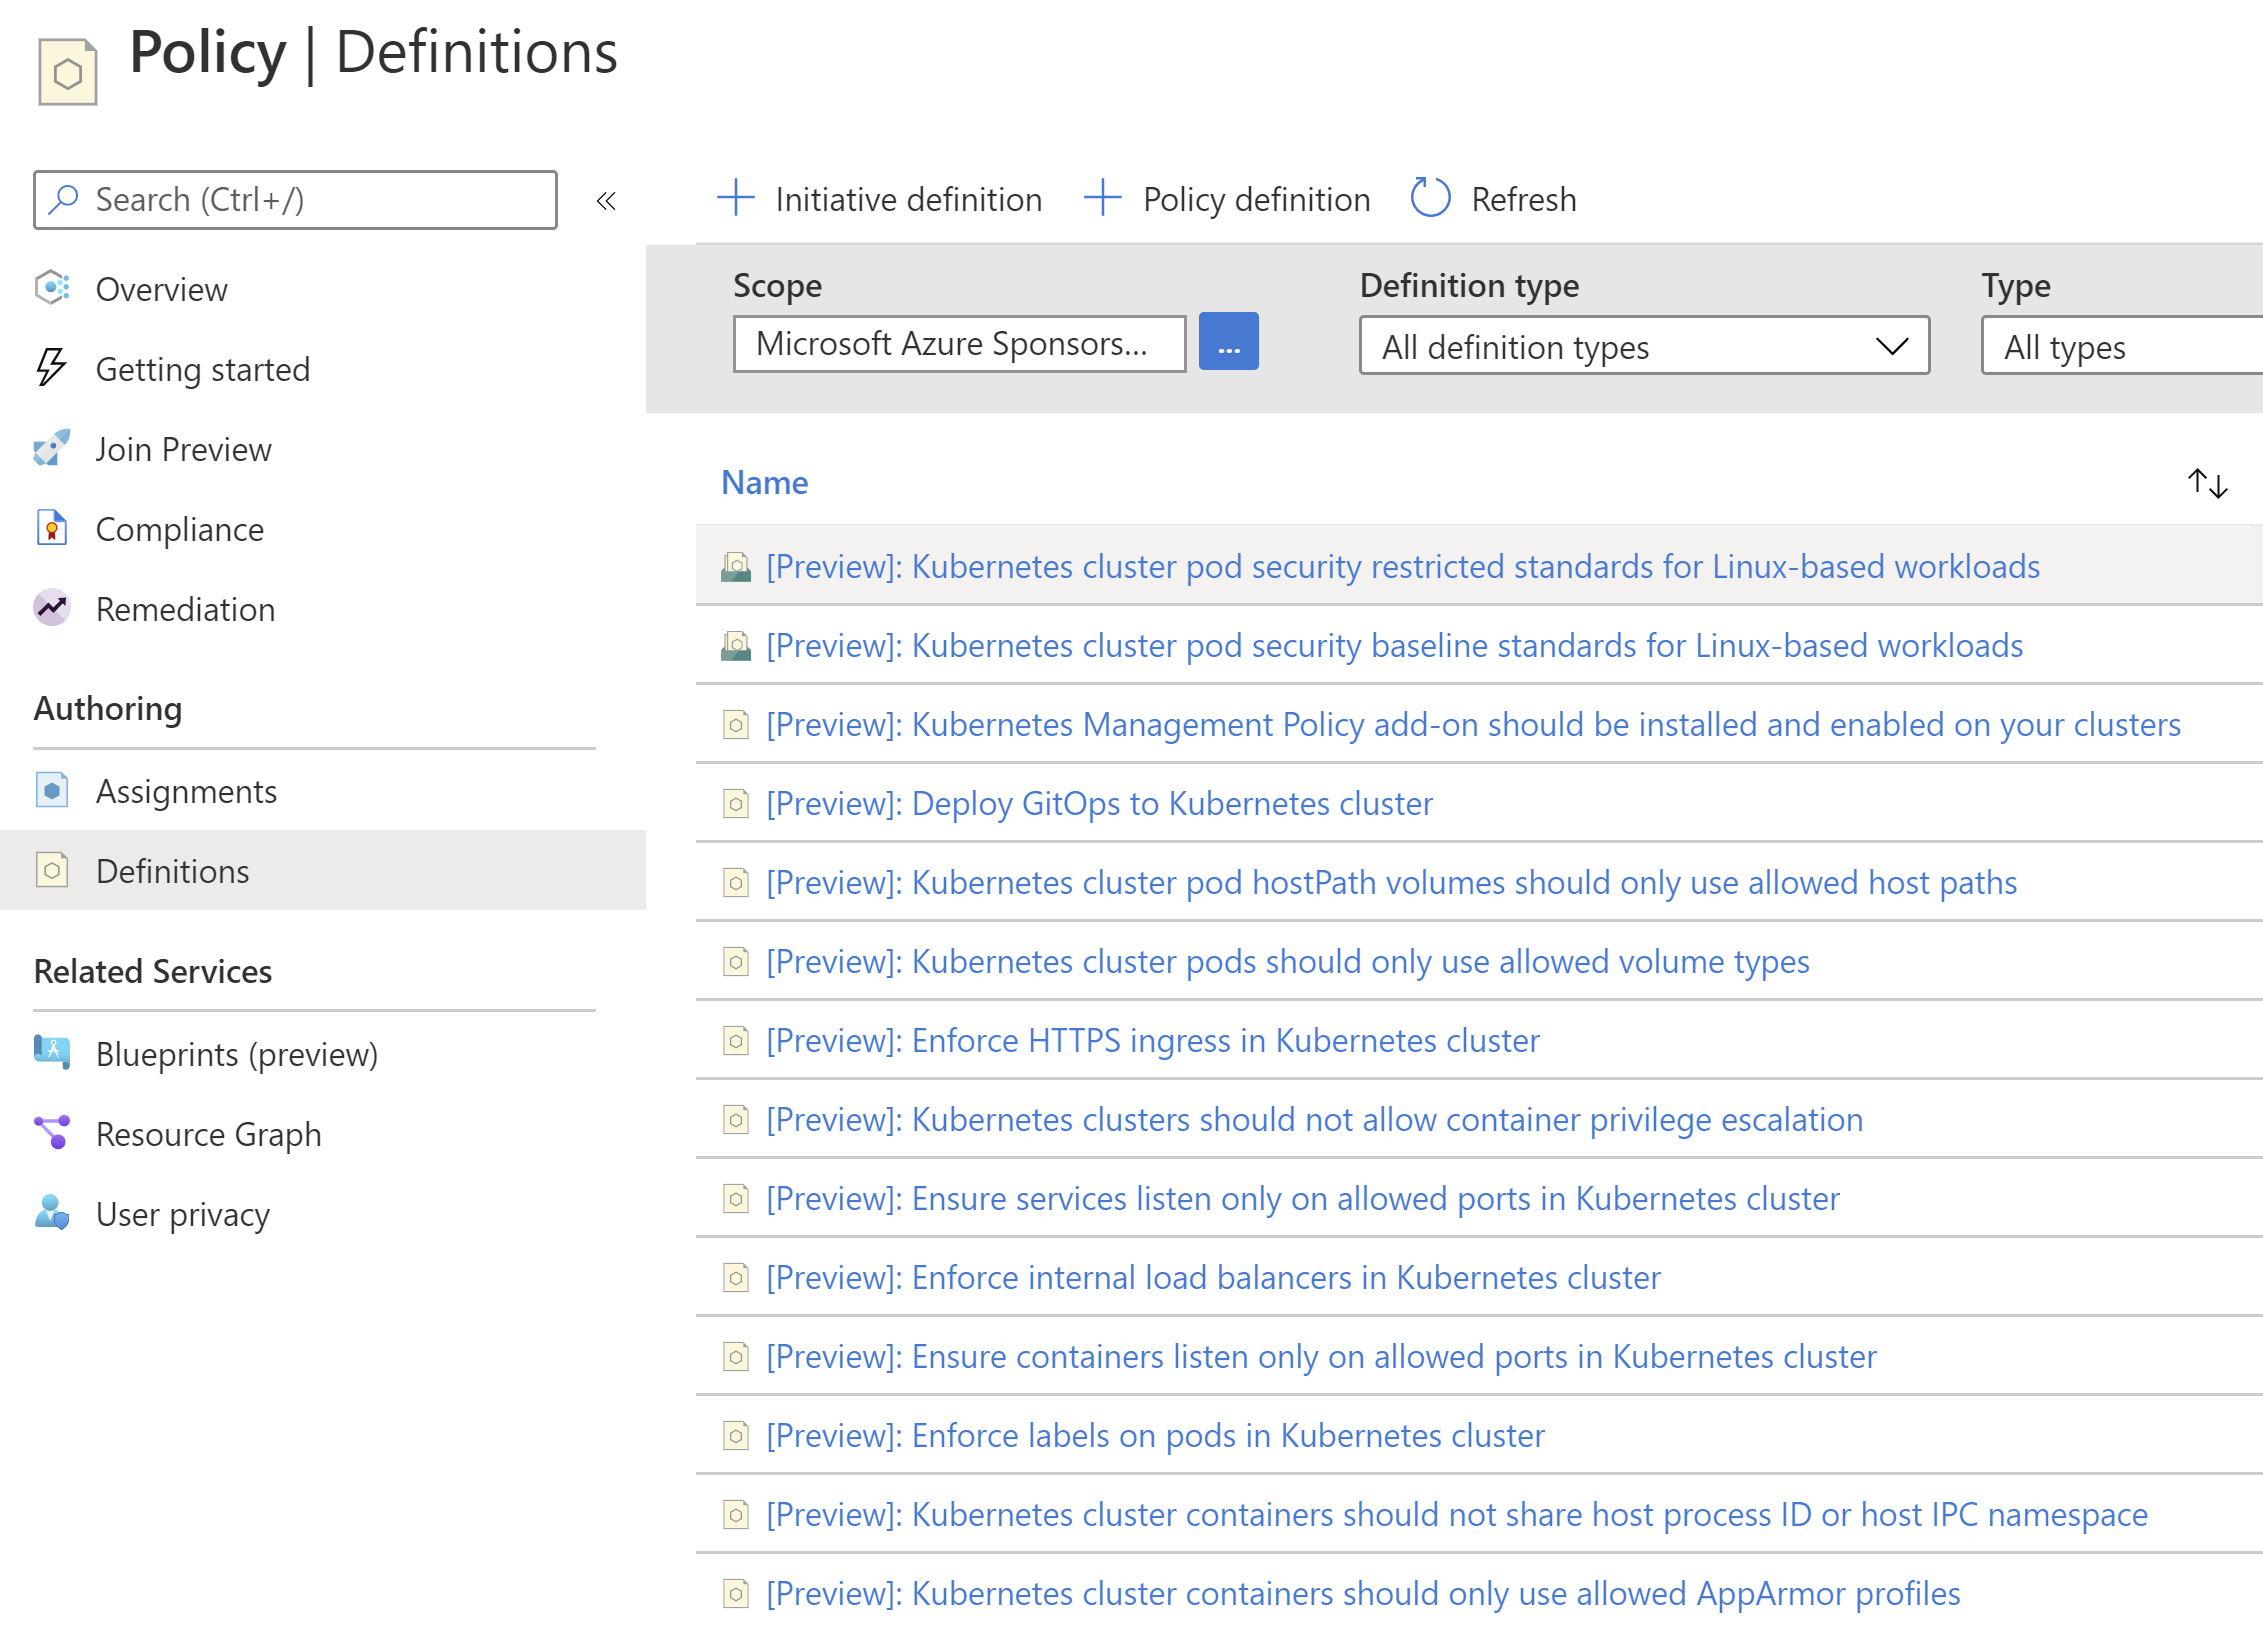 Policy | Definitions
Search (Ctrl+/)
«
Overview
Getting started
Join Preview
Compliance
Remediation
Authoring
Assignments
Definitions
Related Services
Blueprints (preview)
Resource Graph
User privacy
Initiative definition
Policy definition
Refresh
Scope
Microsoft Azure Sponsors...
...
Definition type
All definition types
Type
All types
Name
[Preview]: Kubernetes cluster pod security restricted standards for Linux-based workloads
[Preview]: Kubernetes cluster pod security baseline standards for Linux-based workloads
[Preview]: Kubernetes Management Policy add-on should be installed and enabled on your clusters
[Preview]: Deploy GitOps to Kubernetes cluster
[Preview]: Kubernetes cluster pod hostPath volumes should only use allowed host paths
[Preview]: Kubernetes cluster pods should only use allowed volume types
[Preview]: Enforce HTTPS ingress in Kubernetes cluster
[Preview]: Kubernetes clusters should not allow container privilege escalation
[Preview]: Ensure services listen only on allowed ports in Kubernetes cluster
[Preview]: Enforce internal load balancers in Kubernetes cluster
[Preview]: Ensure containers listen only on allowed ports in Kubernetes cluster
[Preview]: Enforce labels on pods in Kubernetes cluster
[Preview]: Kubernetes cluster containers should not share host process ID or host IPC namespace
[Preview]: Kubernetes cluster containers should only use allowed AppArmor profiles